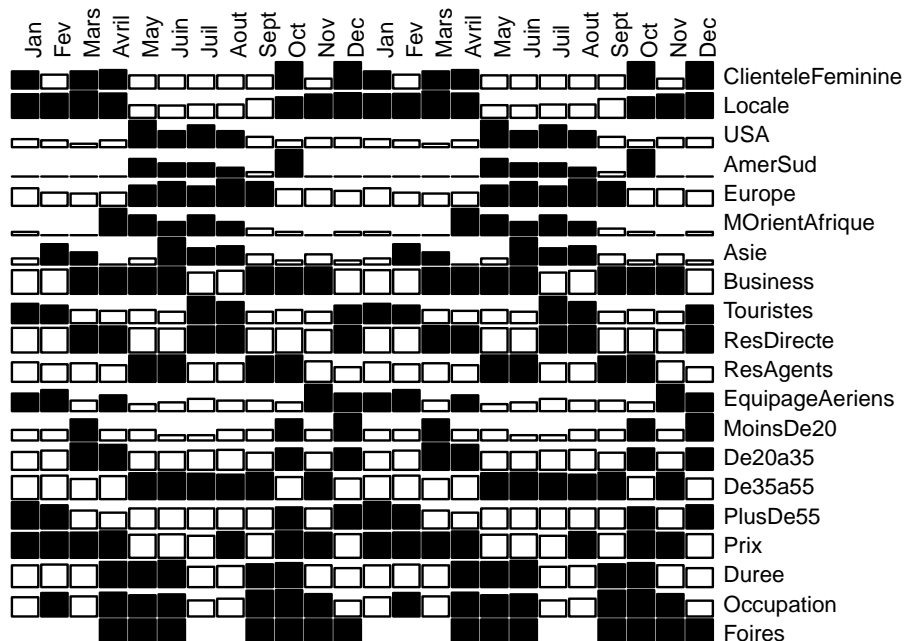 Jan Fev Mars Avril May Juin Juil Aout Sept Oct Nov Dec Jan Fev Mars Avril May Juin Juil Aout Sept Oct Nov Dec
ClienteleFeminine
Locale
USA
AmerSud
Europe
MOrientAfrique
Asie
Business
Touristes
ResDirecte
ResAgents
EquipageAeriens
MoinsDe20
De20a35
De35a55
PlusDe55
Prix
Duree
Occupation
Foires